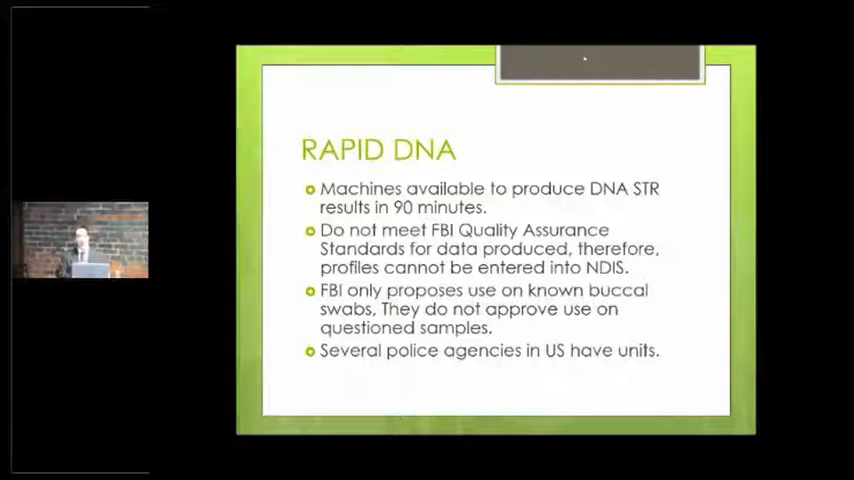 RAPID DNA
Machines available to produce DNA STR
results in 90 minutes.
Do not meet FBI Quality Assurance
Standards for data produced, therefore,
profiles cannot be entered into NDIS.
FBI only proposes use on known buccal
swabs, They do not approve use on
questioned samples.
Several police agencies in US have units.